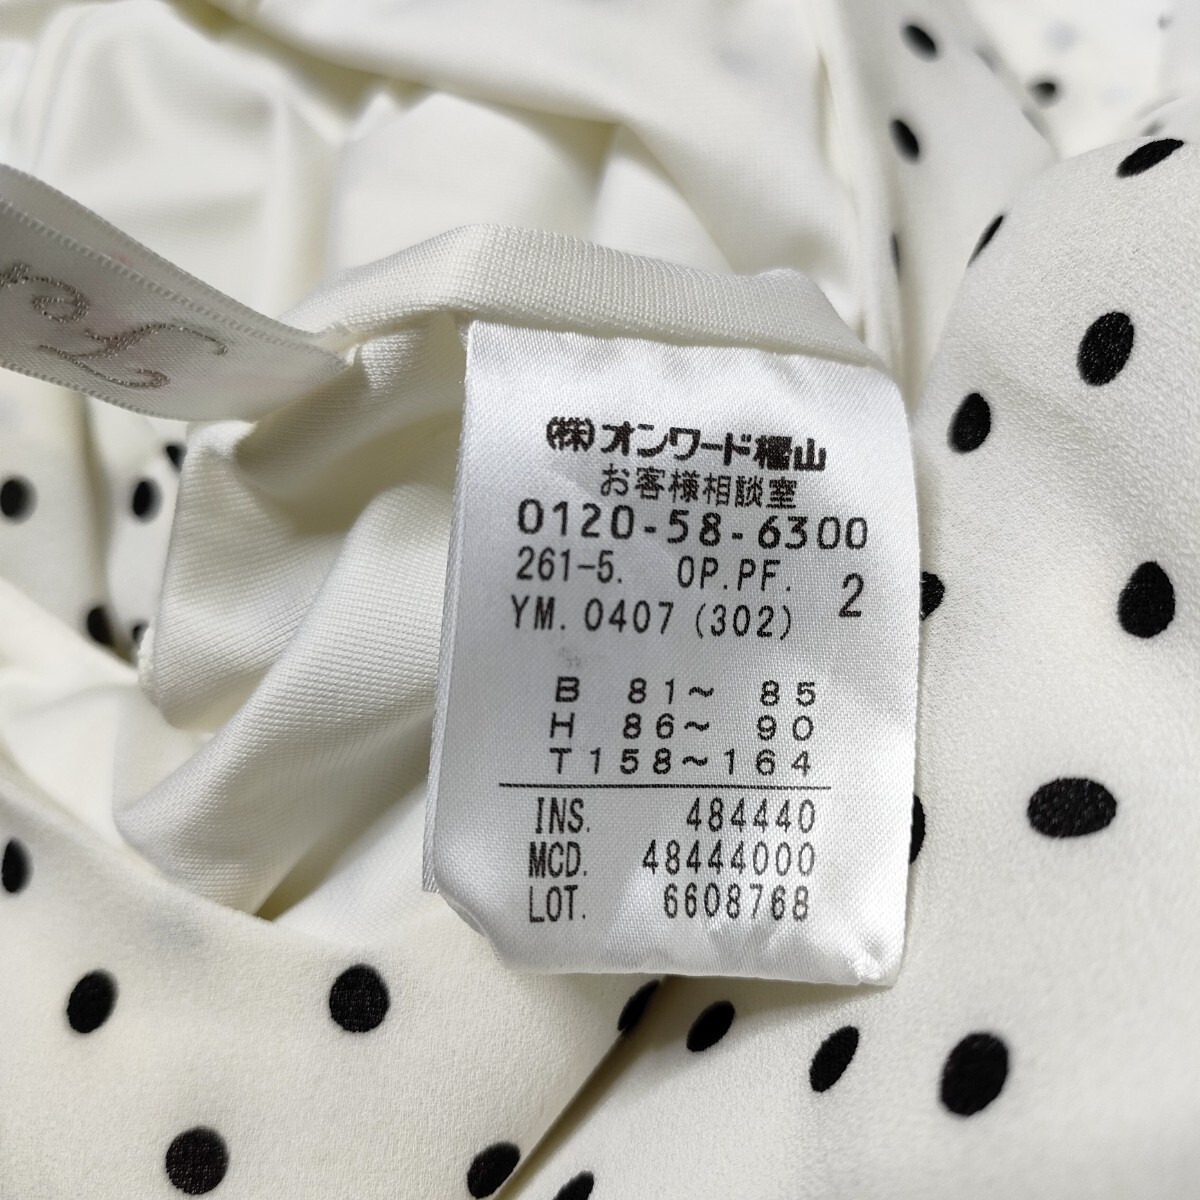 (株)オンワード樫山
お客様相談室
0120-58-6300
261-5. OP.PF. 2
YM. 0407 (302)
B 81～ 85
H 86～ 90
T158～164
INS. 484440
MCD. 48444000
LOT. 6608768